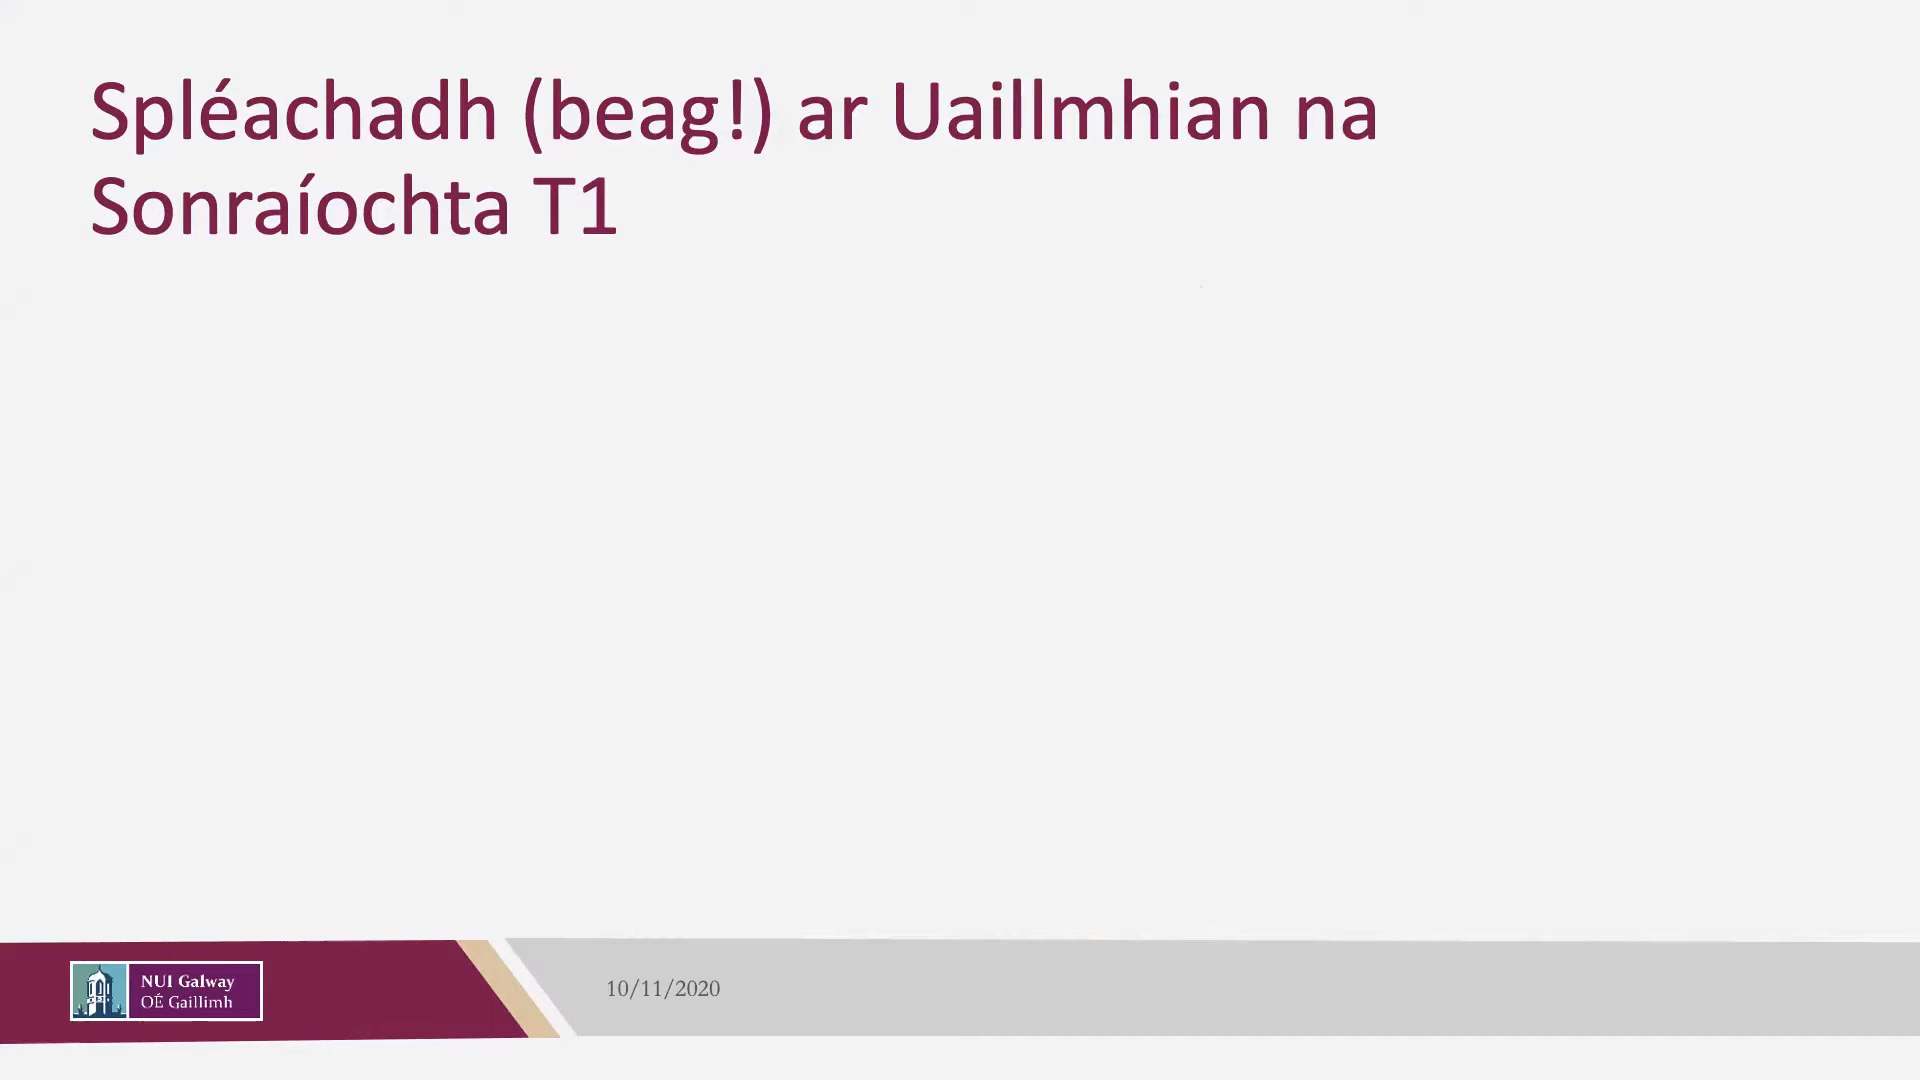 Spléachadh (beag!) ar Uaillmhian na
Sonraíochta T1
NUI Galway
OÉ Gaillimh
10/11/2020